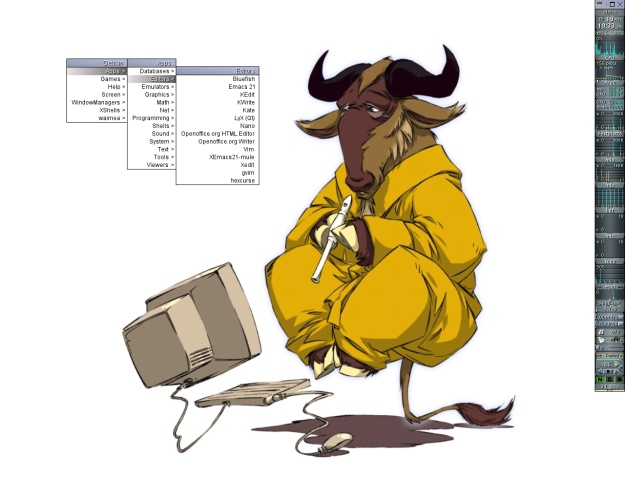 Debian
Apps >
Games >
Help >
Screen >
WindowManagers >
XShells >
waimea >
Apps
Databases >
Editors >
Emulators >
Graphics >
Math >
Net >
Programming >
Shells >
Sound >
System >
Text >
Tools >
Viewers >
Editors
Bluefish
Emacs 21
KEdit
KWrite
Kate
LyX (Qt)
Nano
Openoffice.org HTML Editor
Openoffice.org Writer
Vim
XEmacs21-mule
Xedit
gvim
hexcurse